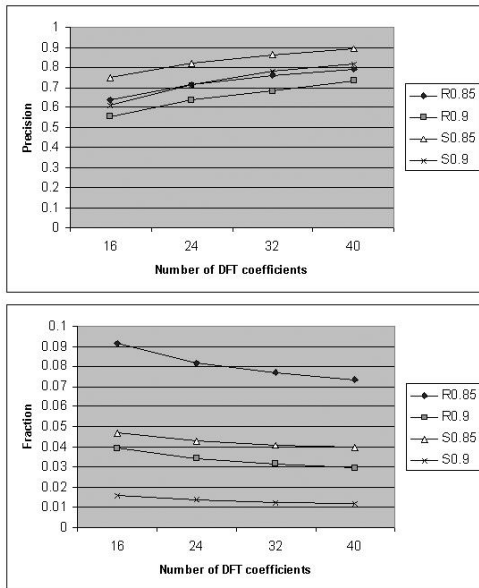 1
0.9
0.8
0.7
0.6
0.5
0.4
0.3
0.2
0.1
0
Precision
16 24 32 40
Number of DFT coefficients
R0.85
R0.9
S0.85
S0.9
0.1
0.09
0.08
0.07
0.06
0.05
0.04
0.03
0.02
0.01
0
Fraction
16 24 32 40
Number of DFT coefficients
R0.85
R0.9
S0.85
S0.9